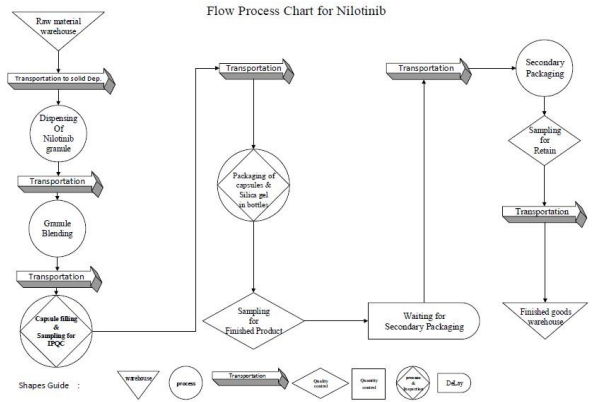 Flow Process Chart for Nilotinib
Raw material
warehouse
Transportation to solid Dep.
Dispensing
Of
Nilotinib
granule
Transportation
Granule
Blending
Transportation
Capsule filling
&
Sampling for
IPQC
Transportation
Packaging of
capsules &
Silica gel
in bottles
Sampling
for
Finished Product
Waiting for
Secondary Packaging
Transportation
Secondary
Packaging
Sampling
for
Retain
Transportation
Finished goods
warehouse
Shapes Guide :
warehouse
process
Transportation
Quality
control
Quantity
control
process
&
Inspection
DeLay